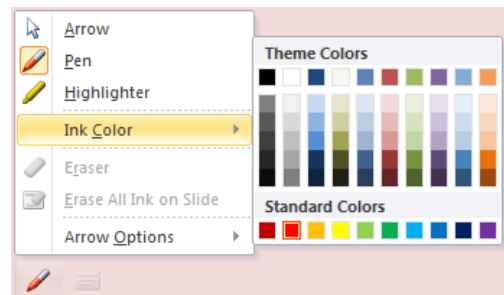 Arrow
Pen
Highlighter
Ink Color
Eraser
Erase All Ink on Slide
Arrow Options
Theme Colors
Standard Colors